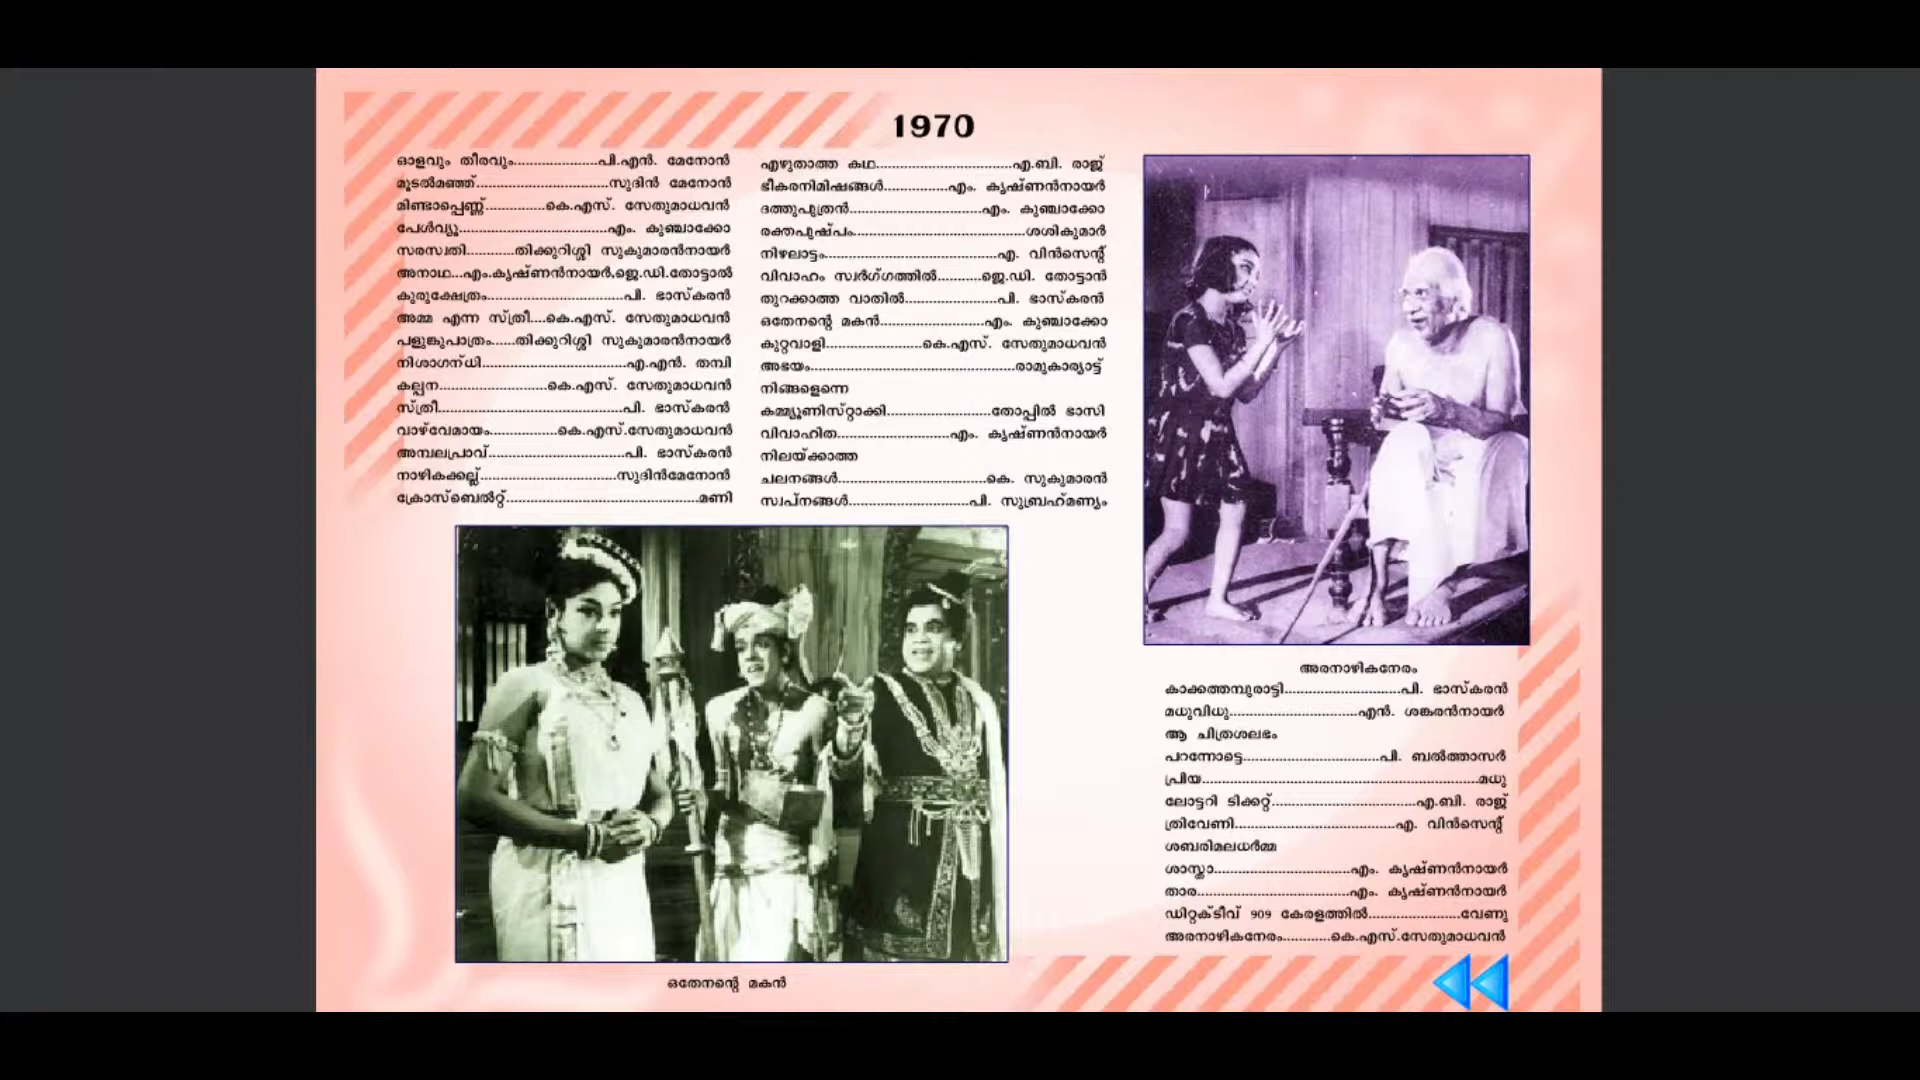 1970
ഓളവും തീരവും.....................പി.എൻ. മേനോൻ
മൂടൽമഞ്ഞ്.................................സുദിൻ മേനോൻ
മിണ്ടാപ്പെണ്ണ്...............കെ.എസ്. സേതുമാധവൻ
പേൾവ്യൂ.....................................എം. കുഞ്ചാക്കോ
സരസ്വതി............തിക്കുറിശ്ശി സുകുമാരൻനായർ
അനാഥ...എം.കൃഷ്ണൻനായർ,ജെ.ഡി.തോട്ടാൽ
കുരുക്ഷേത്രം..................................പി. ഭാസ്കരൻ
അമ്മ എന്ന സ്ത്രീ....കെ.എസ്. സേതുമാധവൻ
പളുങ്കുപാത്രം......തിക്കുറിശ്ശി സുകുമാരൻനായർ
നിശാഗന്ധി....................................എ.എൻ. തമ്പി
കല്പന...........................കെ.എസ്. സേതുമാധവൻ
സ്ത്രീ..............................................പി. ഭാസ്കരൻ
വാഴ്‌വേമായം.................കെ.എസ്.സേതുമാധവൻ
അമ്പലപ്രാവ്..................................പി. ഭാസ്കരൻ
നാഴികക്കല്ല്..................................സുദിൻമേനോൻ
ക്രോസ്ബെൽറ്റ്................................................മണി
എഴുതാത്ത കഥ..................................എ.ബി. രാജ്
ഭീകരനിമിഷങ്ങൾ................എം. കൃഷ്ണൻനായർ
ദത്തുപുത്രൻ.................................എം. കുഞ്ചാക്കോ
രക്തപുഷ്പം...........................................ശശികുമാർ
നിഴലാട്ടം...........................................എ. വിൻസെന്റ്
വിവാഹം സ്വർഗ്ഗത്തിൽ...........ജെ.ഡി. തോട്ടാൻ
തുറക്കാത്ത വാതിൽ.......................പി. ഭാസ്കരൻ
ഒതേനന്റെ മകൻ..........................എം. കുഞ്ചാക്കോ
കുറ്റവാളി........................കെ.എസ്. സേതുമാധവൻ
അഭയം...................................................രാമുകാര്യാട്ട്
നിങ്ങളെന്നെ
കമ്മ്യൂണിസ്റ്റാക്കി..........................തോപ്പിൽ ഭാസി
വിവാഹിത............................എം. കൃഷ്ണൻനായർ
നിലയ്ക്കാത്ത
ചലനങ്ങൾ.....................................കെ. സുകുമാരൻ
സ്വപ്നങ്ങൾ..............................പി. സുബ്രഹ്മണ്യം
അരനാഴികനേരം
കാക്കത്തമ്പുരാട്ടി.............................പി. ഭാസ്കരൻ
മധുവിധു................................എൻ. ശങ്കരൻനായർ
ആ ചിത്രശലഭം
പറന്നോട്ടെ..................................പി. ബൽത്താസർ
പ്രിയ.....................................................................മധു
ലോട്ടറി ടിക്കറ്റ്....................................എ.ബി. രാജ്
ത്രിവേണി........................................എ. വിൻസെന്റ്
ശബരിമലധർമ്മ
ശാസ്താ..................................എം. കൃഷ്ണൻനായർ
താര......................................എം. കൃഷ്ണൻനായർ
ഡിറ്റക്ടീവ് 909 കേരളത്തിൽ.......................വേണു
അരനാഴികനേരം............കെ.എസ്.സേതുമാധവൻ
ഒതേനന്റെ മകൻ